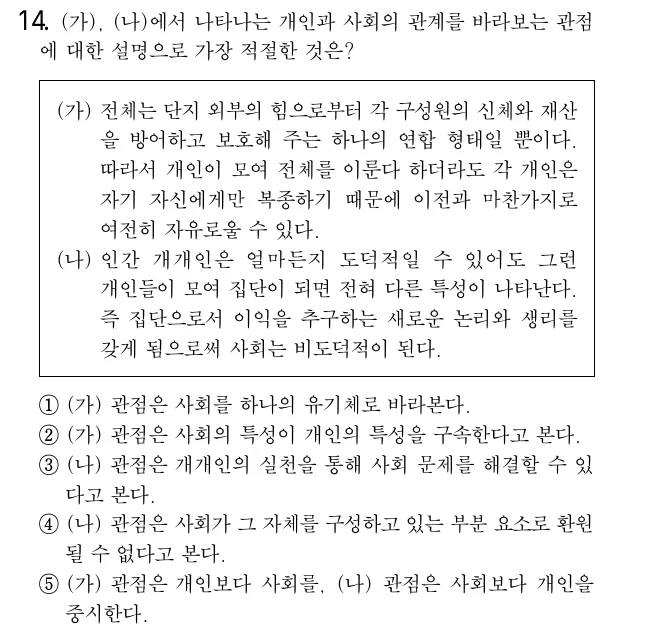 14. (가), (나)에서 나타나는 개인과 사회의 관계를 바라보는 관점
에 대한 설명으로 가장 적절한 것은?
(가) 전체는 단지 외부의 힘으로부터 각 구성원의 신체와 재산
을 방어하고 보호해 주는 하나의 연합 형태일 뿐이다.
따라서 개인이 모여 전체를 이룬다 하더라도 각 개인은
자기 자신에게만 복종하기 때문에 이전과 마찬가지로
여전히 자유로울 수 있다.
(나) 인간 개개인은 얼마든지 도덕적일 수 있어도 그런
개인들이 모여 집단이 되면 전혀 다른 특성이 나타난다.
즉 집단으로서 이익을 추구하는 새로운 논리와 생리를
갖게 됨으로써 사회는 비도덕적이 된다.
① (가) 관점은 사회를 하나의 유기체로 바라본다.
② (가) 관점은 사회의 특성이 개인의 특성을 구속한다고 본다.
③ (나) 관점은 개개인의 실천을 통해 사회 문제를 해결할 수 있
다고 본다.
④ (나) 관점은 사회가 그 자체를 구성하고 있는 부분 요소로 환원
될 수 없다고 본다.
⑤ (가) 관점은 개인보다 사회를, (나) 관점은 사회보다 개인을
중시한다.